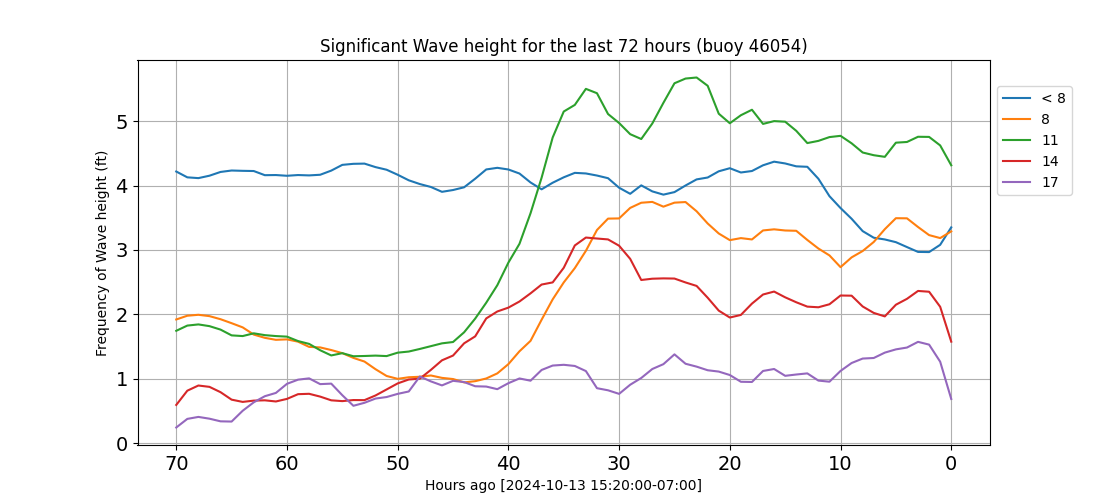 Significant Wave height for the last 72 hours (buoy 46054)
Frequency of Wave height (ft)
5
4
3
2
1
0
70 60 50 40 30 20 10 0
Hours ago [2024-10-13 15:20:00-07:00]
< 8
8
11
14
17